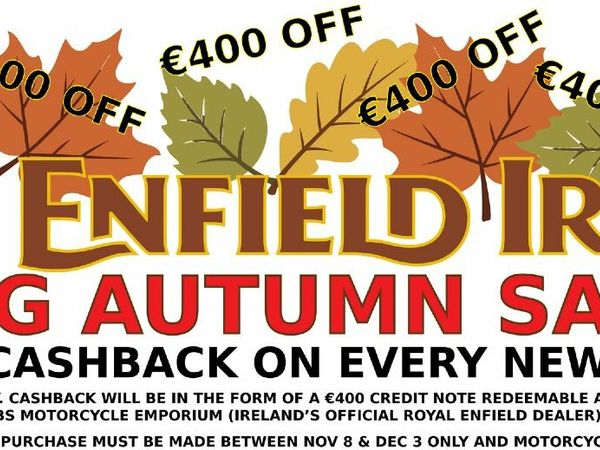 00 OFF €400 OFF €400 OFF €40
ENFIELD IR
G AUTUMN SA
CASHBACK ON EVERY NEW
CASHBACK WILL BE IN THE FORM OF A €400 CREDIT NOTE REDEEMABLE A
BS MOTORCYCLE EMPORIUM (IRELAND'S OFFICIAL ROYAL ENFIELD DEALER)
PURCHASE MUST BE MADE BETWEEN NOV 8 & DEC 3 ONLY AND MOTORCYC